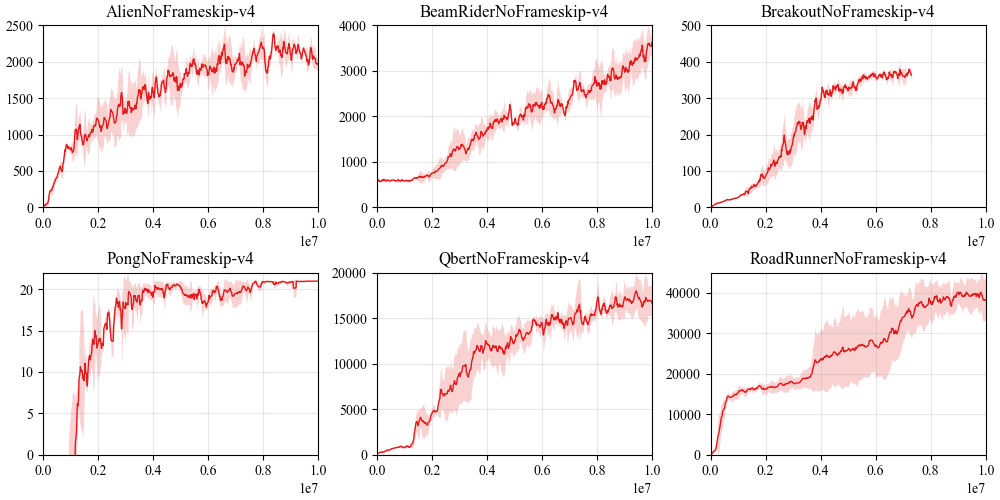 AlienNoFrameskip-v4
2500
2000
1500
1000
500
0
0.0 0.2 0.4 0.6 0.8 1.0
1e7
BeamRiderNoFrameskip-v4
4000
3000
2000
1000
0
0.0 0.2 0.4 0.6 0.8 1.0
1e7
BreakoutNoFrameskip-v4
500
400
300
200
100
0
0.0 0.2 0.4 0.6 0.8 1.0
1e7
PongNoFrameskip-v4
20
15
10
5
0
0.0 0.2 0.4 0.6 0.8 1.0
1e7
QbertNoFrameskip-v4
20000
15000
10000
5000
0
0.0 0.2 0.4 0.6 0.8 1.0
1e7
RoadRunnerNoFrameskip-v4
40000
30000
20000
10000
0
0.0 0.2 0.4 0.6 0.8 1.0
1e7